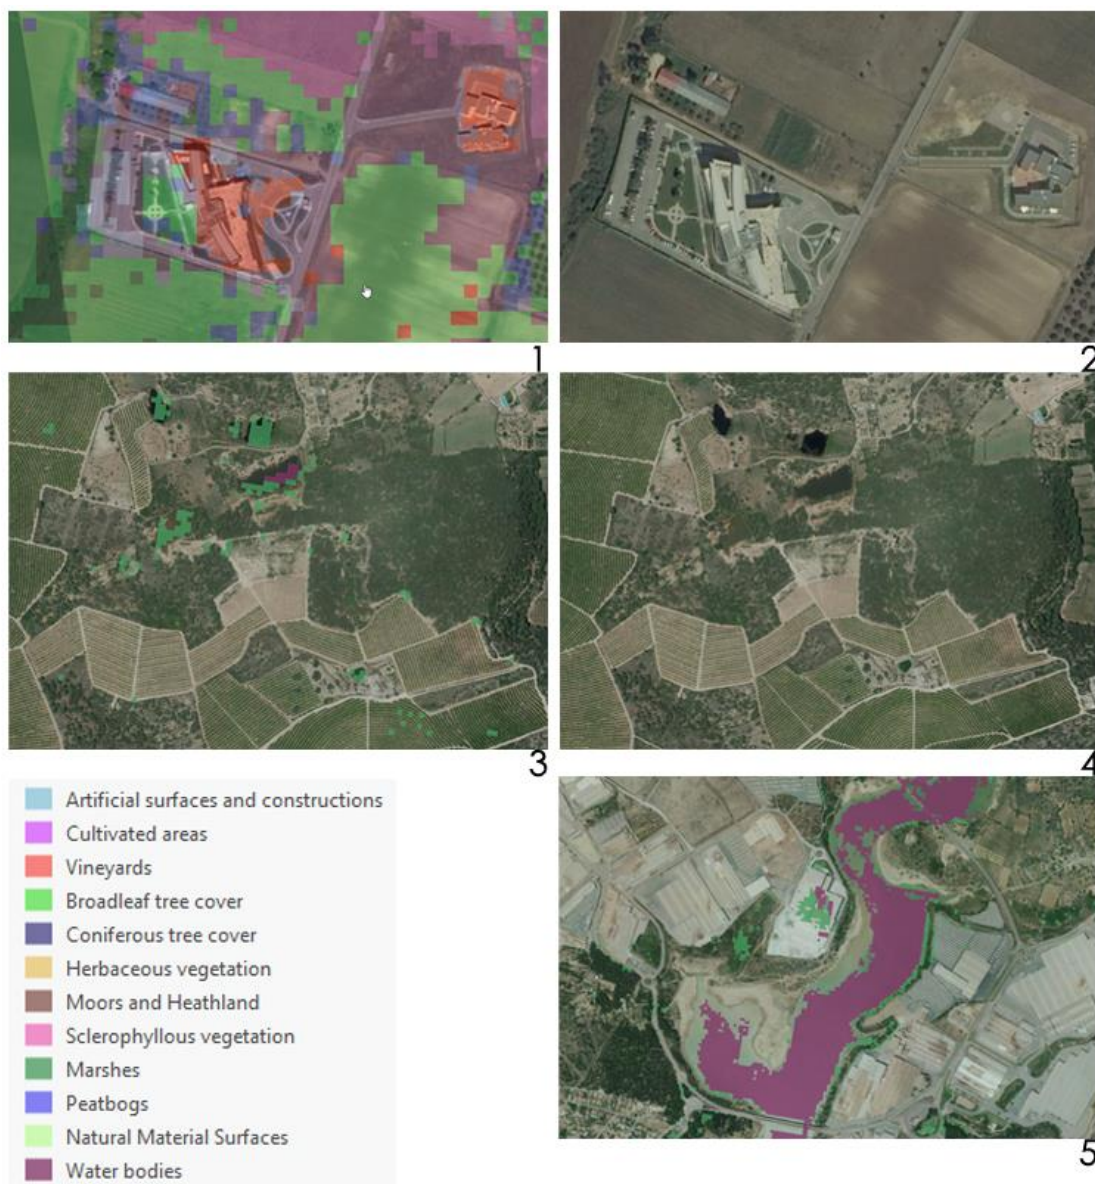 1
2
3
4
Artificial surfaces and constructions
Cultivated areas
Vineyards
Broadleaf tree cover
Coniferous tree cover
Herbaceous vegetation
Moors and Heathland
Sclerophyllous vegetation
Marshes
Peatbogs
Natural Material Surfaces
Water bodies
5